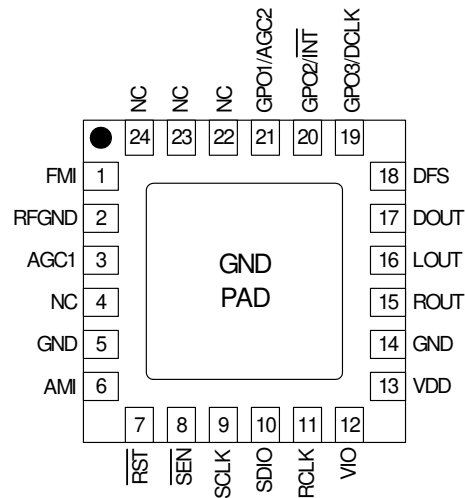 NC
NC
NC
GPO1/AGC2
GPO2/INT
GPO3/DCLK
24
23
22
21
20
19
FMI 1
RFGND 2
AGC1 3
NC 4
GND 5
AMI 6
GND
PAD
18 DFS
17 DOUT
16 LOUT
15 ROUT
14 GND
13 VDD
7
8
9
10
11
12
RST
SEN
SCLK
SDIO
RCLK
VIO